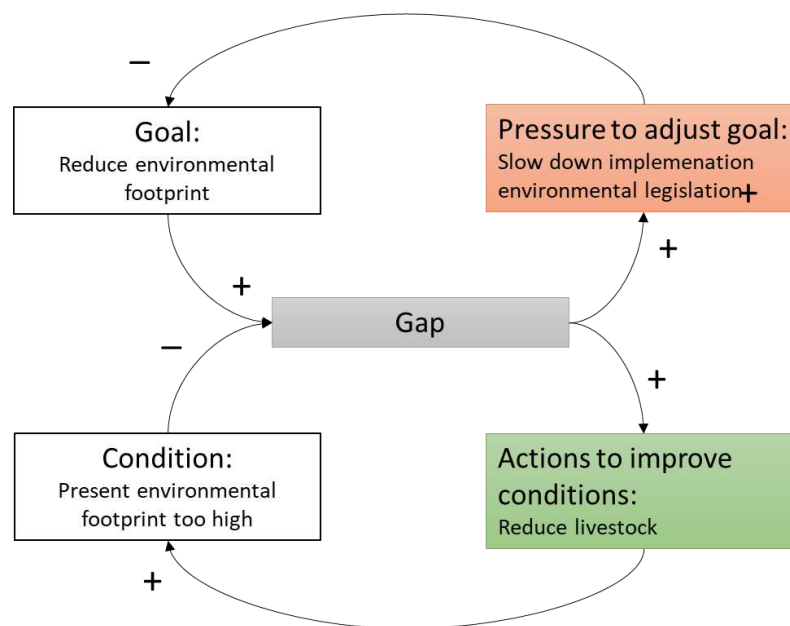 −
Goal:
Reduce environmental
footprint
Pressure to adjust goal:
Slow down implemenation
environmental legislation+
+
+
Gap
−
+
Condition:
Present environmental
footprint too high
Actions to improve
conditions:
Reduce livestock
+